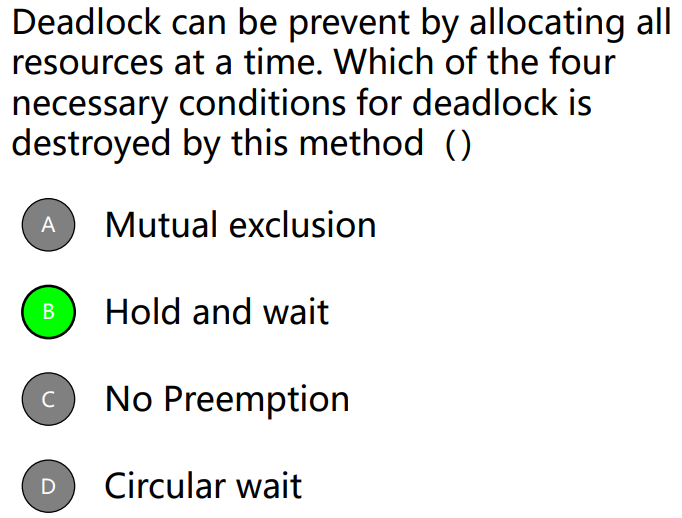 Deadlock can be prevent by allocating all
resources at a time. Which of the four
necessary conditions for deadlock is
destroyed by this method  ()
A Mutual exclusion
B Hold and wait
C No Preemption
D Circular wait